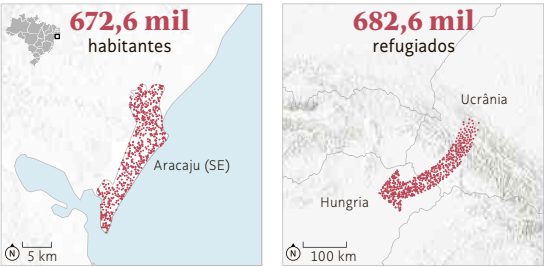 672,6 mil
habitantes
Aracaju (SE)
N
5 km
682,6 mil
refugiados
Ucrânia
Hungria
N
100 km